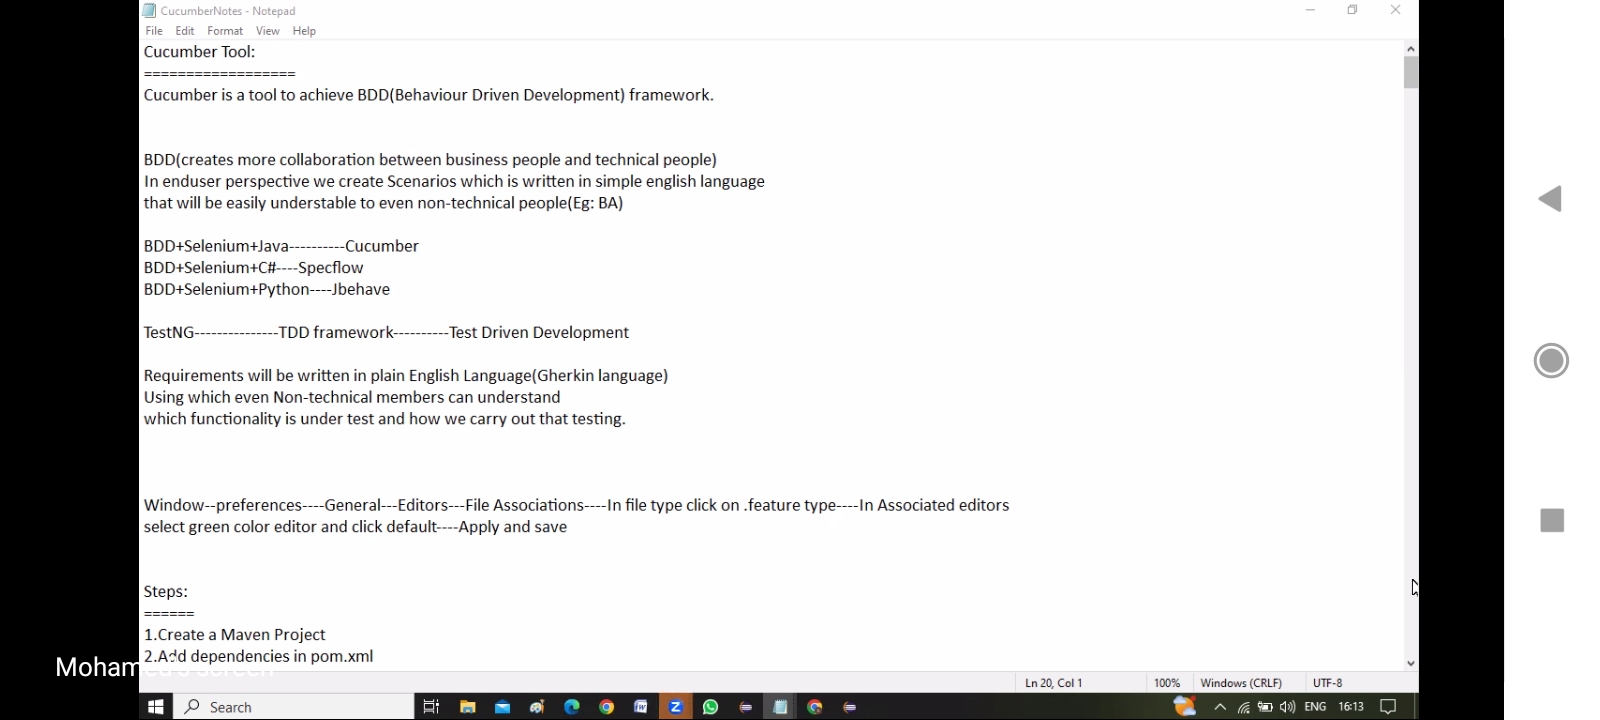 CucumberNotes - Notepad
File Edit Format View Help
Cucumber Tool:
==================
Cucumber is a tool to achieve BDD(Behaviour Driven Development) framework.
BDD(creates more collaboration between business people and technical people)
In enduser perspective we create Scenarios which is written in simple english language
that will be easily understable to even non-technical people(Eg: BA)
BDD+Selenium+Java----------Cucumber
BDD+Selenium+C#----Specflow
BDD+Selenium+Python----Jbehave
TestNG---------------TDD framework----------Test Driven Development
Requirements will be written in plain English Language(Gherkin language)
Using which even Non-technical members can understand
which functionality is under test and how we carry out that testing.
Window--preferences----General---Editors---File Associations----In file type click on .feature type----In Associated editors
select green color editor and click default----Apply and save
Steps:
======
1.Create a Maven Project
2.Add dependencies in pom.xml
Mohamed's screen
Ln 20, Col 1 100% Windows (CRLF) UTF-8
Search ENG 16:13